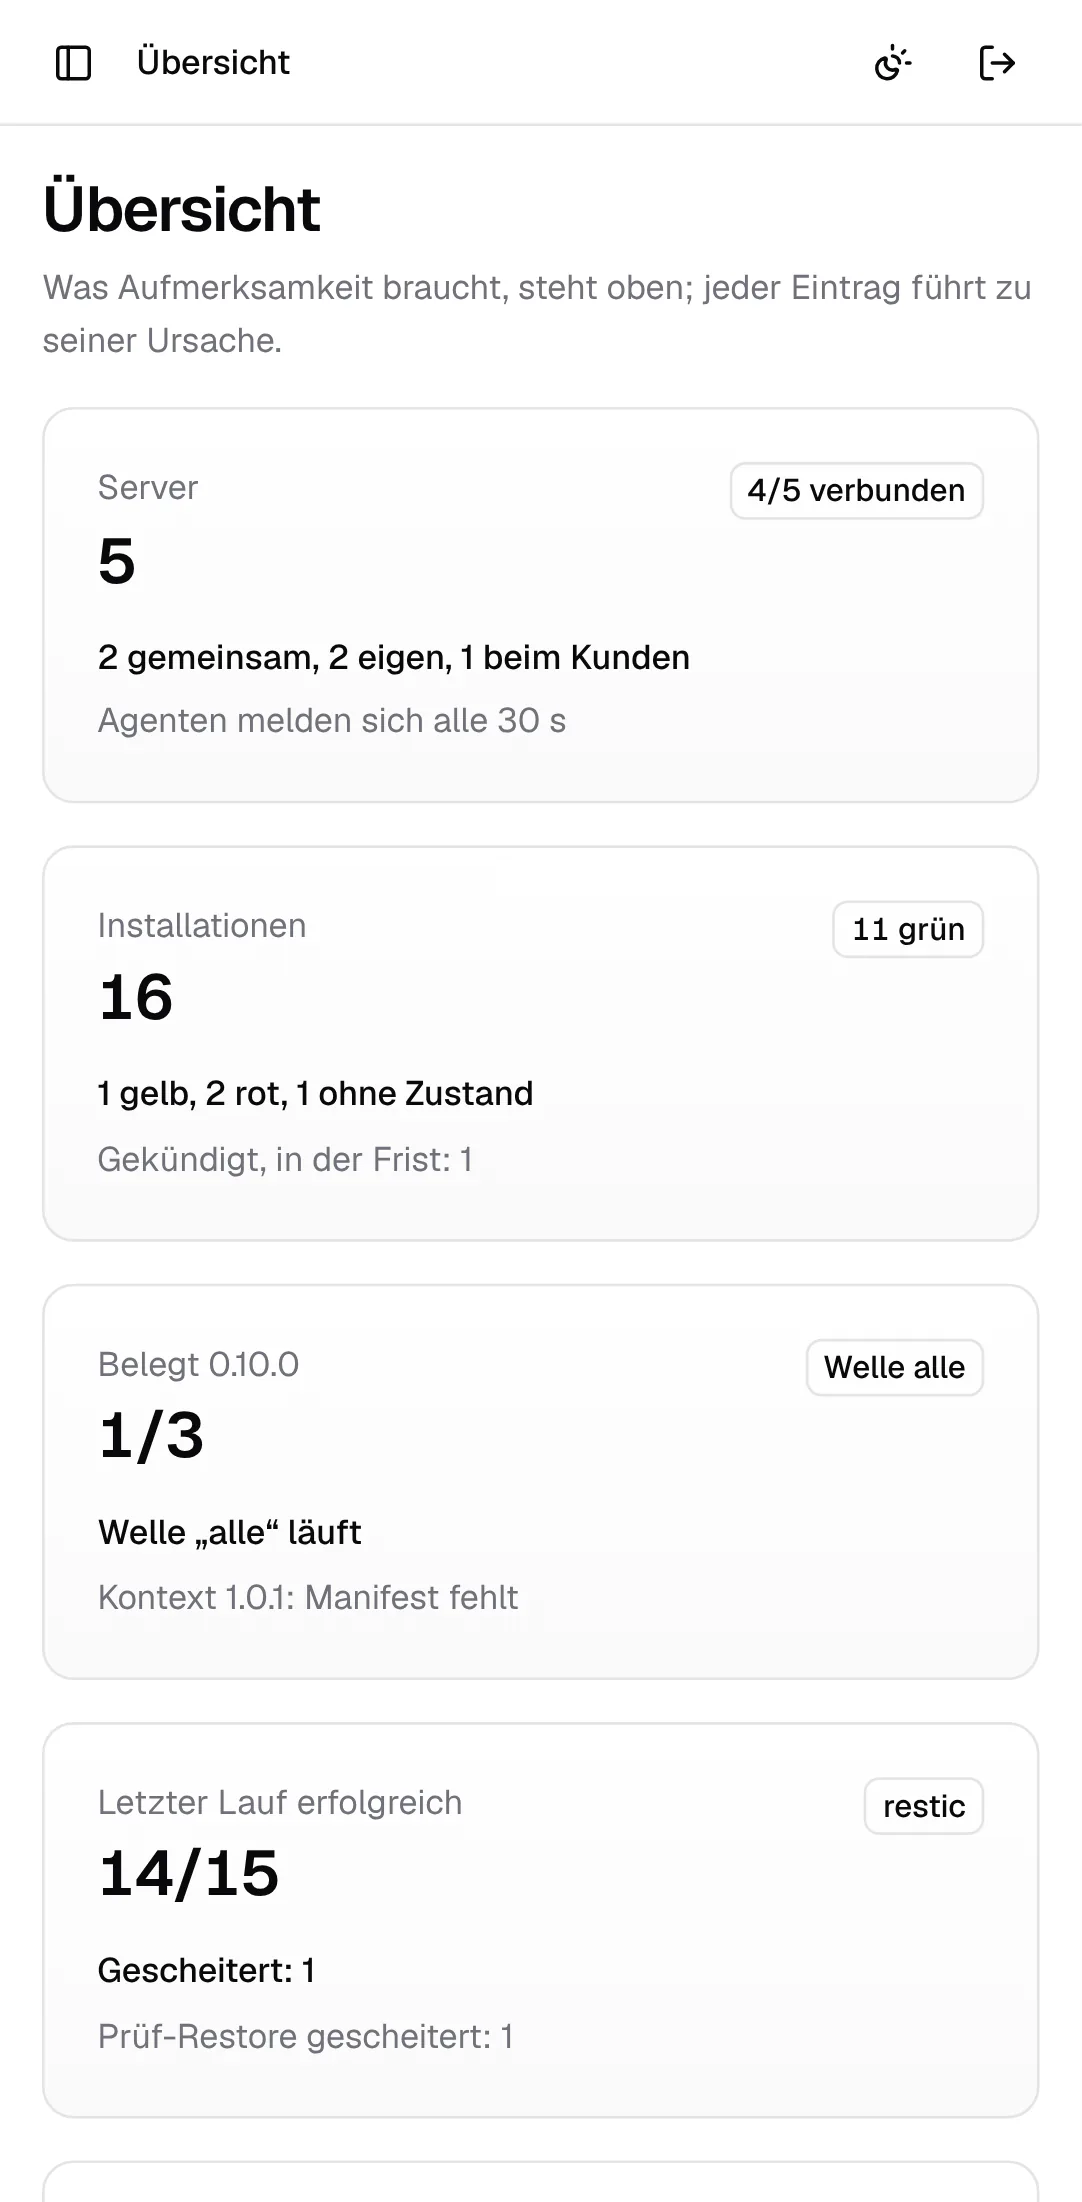 Übersicht
Übersicht
Was Aufmerksamkeit braucht, steht oben; jeder Eintrag führt zu
seiner Ursache.
Server
4/5 verbunden
5
2 gemeinsam, 2 eigen, 1 beim Kunden
Agenten melden sich alle 30 s
Installationen
11 grün
16
1 gelb, 2 rot, 1 ohne Zustand
Gekündigt, in der Frist: 1
Belegt 0.10.0
Welle alle
1/3
Welle „alle“ läuft
Kontext 1.0.1: Manifest fehlt
Letzter Lauf erfolgreich
restic
14/15
Gescheitert: 1
Prüf-Restore gescheitert: 1